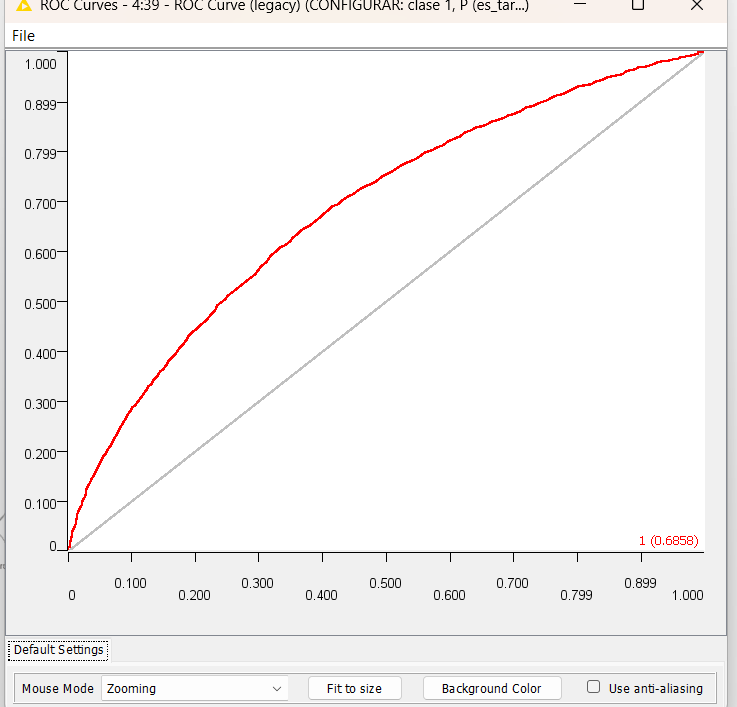 ROC Curves - 4:39 - ROC Curve (legacy) (CONFIGURAR: clase 1, P (es_tar...)
File
1.000
0.899
0.799
0.700
0.600
0.500
0.400
0.300
0.200
0.100
0
1 (0.6858)
0.100 0.300 0.500 0.700 0.899
0 0.200 0.400 0.600 0.799 1.000
Default Settings
Mouse Mode Zooming Fit to size Background Color Use anti-aliasing